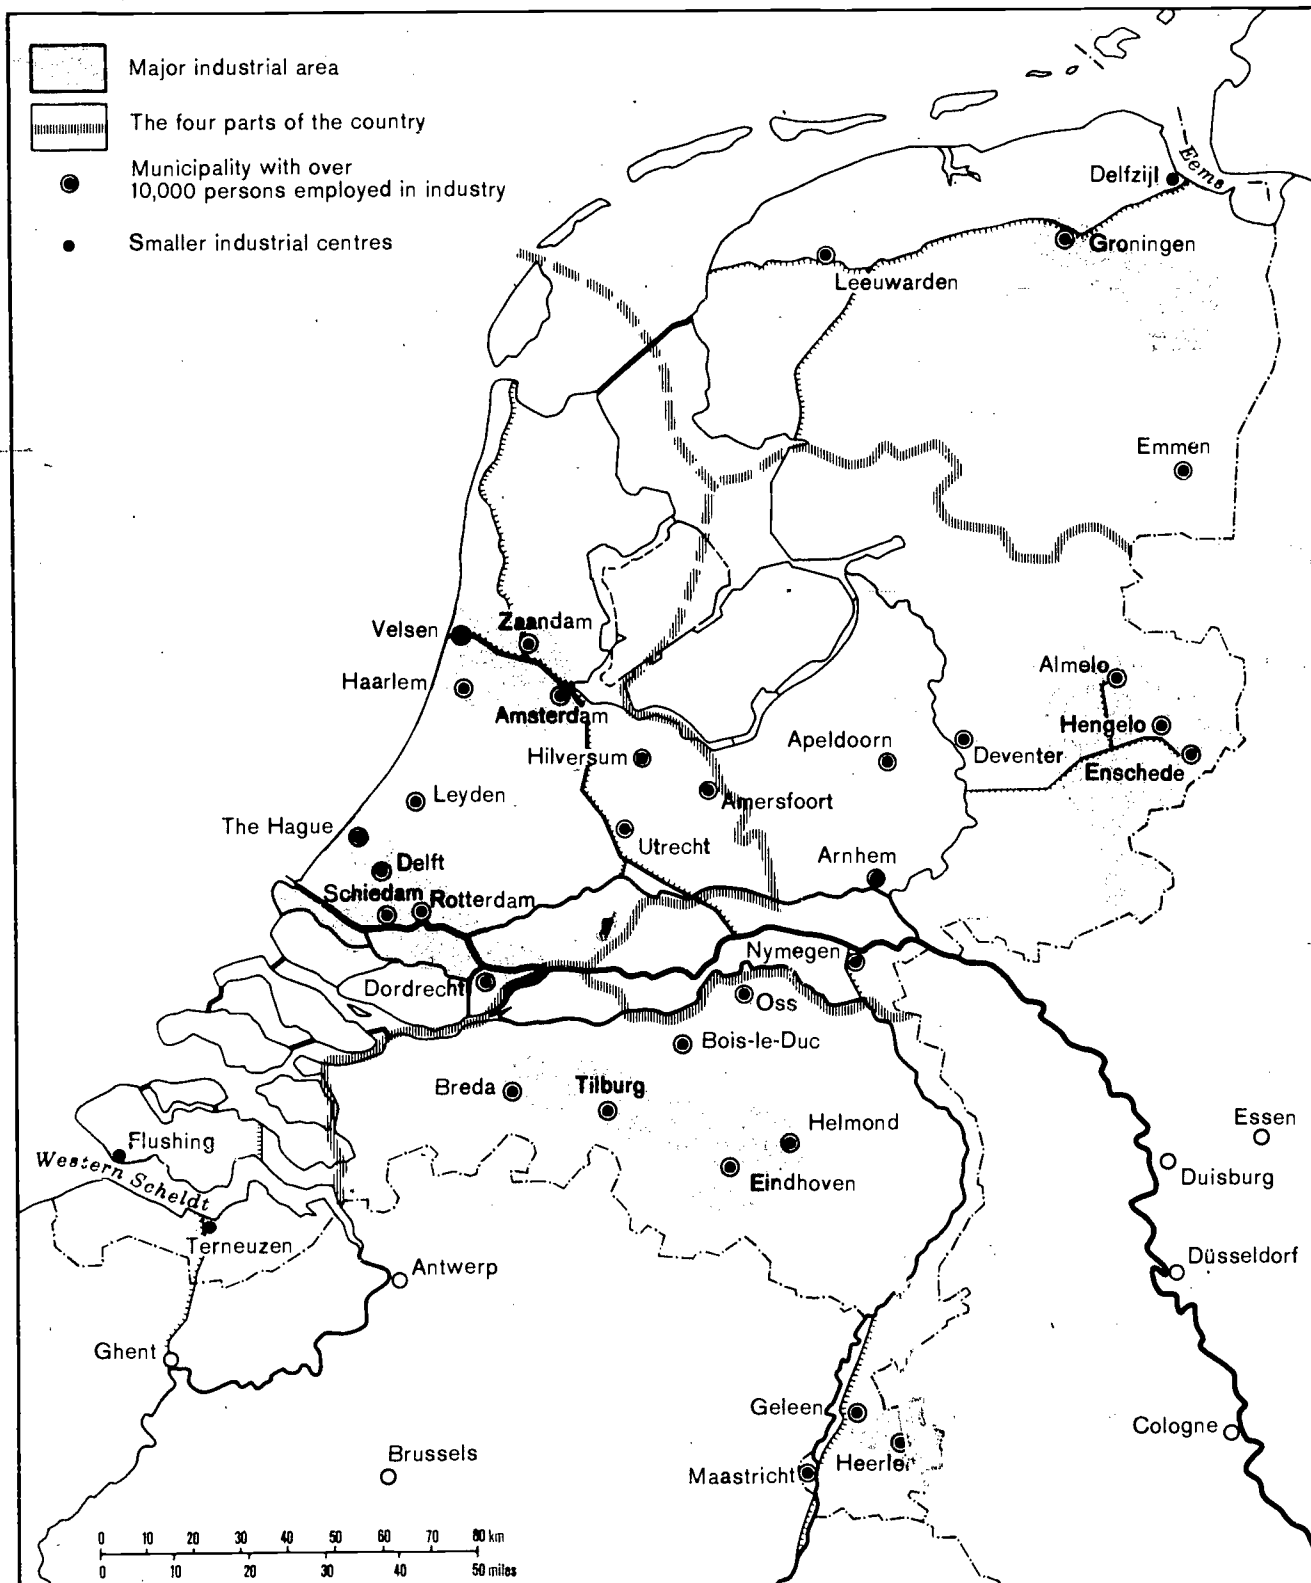 Major industrial area
The four parts of the country
Municipality with over
10,000 persons employed in industry
Smaller industrial centres
Eems
Delfzijl
Groningen
Leeuwarden
Emmen
Velsen
Zaandam
Haarlem
Amsterdam
Almelo
Hengelo
Enschede
Deventer
Apeldoorn
Hilversum
Amersfoort
Leyden
The Hague
Utrecht
Arnhem
Delft
Schiedam
Rotterdam
Nymegen
Dordrecht
Oss
Bois-le-Duc
Breda
Tilburg
Helmond
Eindhoven
Essen
Duisburg
Düsseldorf
Cologne
Flushing
Western Scheldt
Terneuzen
Antwerp
Ghent
Brussels
Geleen
Heerle
Maastricht
0 10 20 30 40 50 60 70 80 km
0 10 20 30 40 50 miles